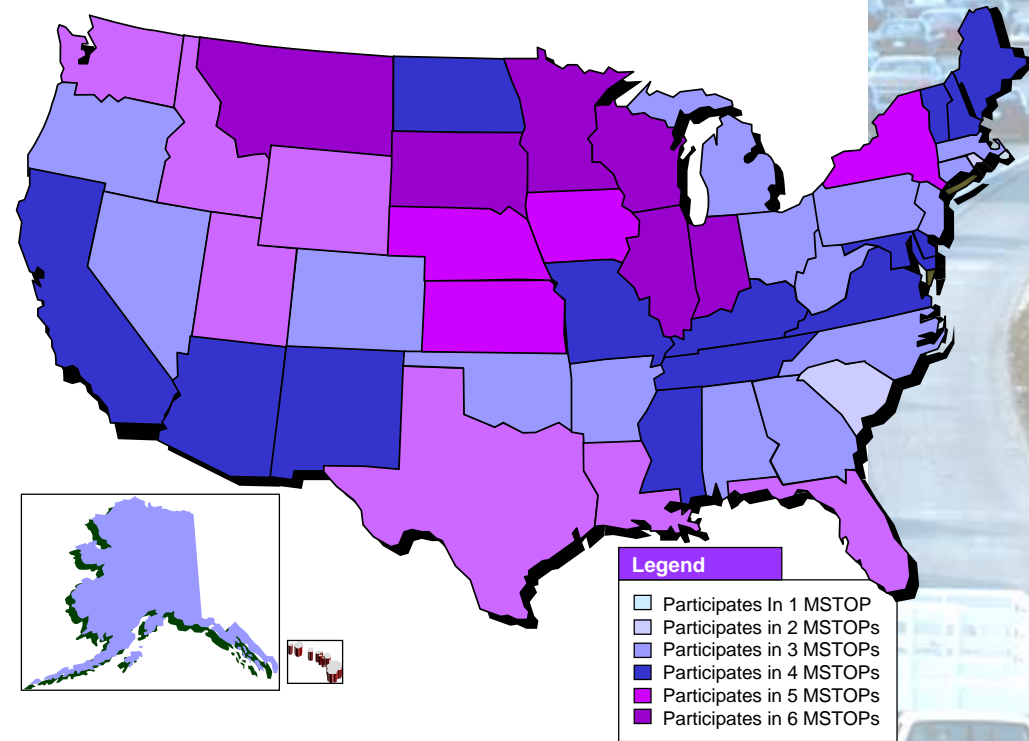 Legend
Participates In 1 MSTOP
Participates in 2 MSTOPs
Participates in 3 MSTOPs
Participates in 4 MSTOPs
Participates in 5 MSTOPs
Participates in 6 MSTOPs